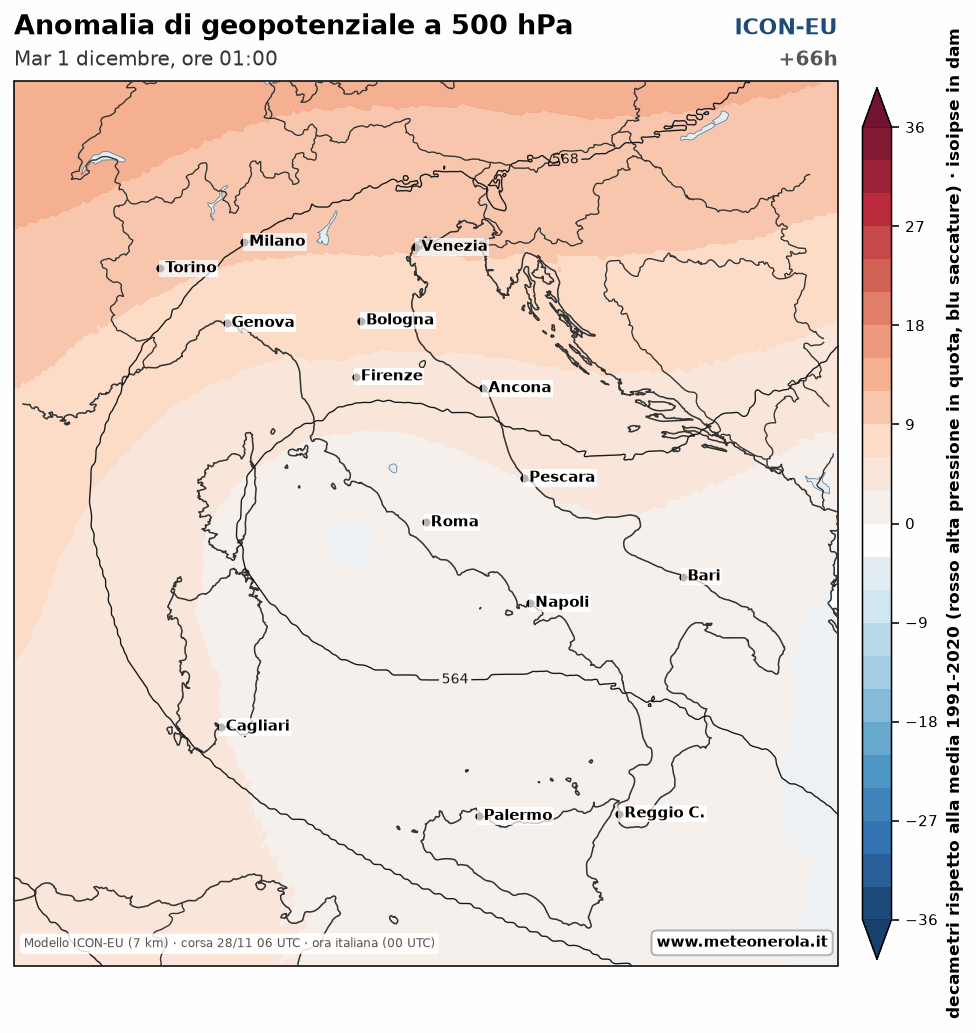 Anomalia di geopotenziale a 500 hPa
ICON-EU
Mar 1 dicembre, ore 01:00
+66h
568
Milano
Venezia
Torino
Genova
Bologna
Firenze
Ancona
Pescara
Roma
Bari
Napoli
564
Cagliari
Palermo
Reggio C.
Modello ICON-EU (7 km) · corsa 28/11 06 UTC · ora italiana (00 UTC)
www.meteonerola.it
36
27
18
9
0
−9
−18
−27
−36
decametri rispetto alla media 1991-2020 (rosso alta pressione in quota, blu saccature) · isoipse in dam